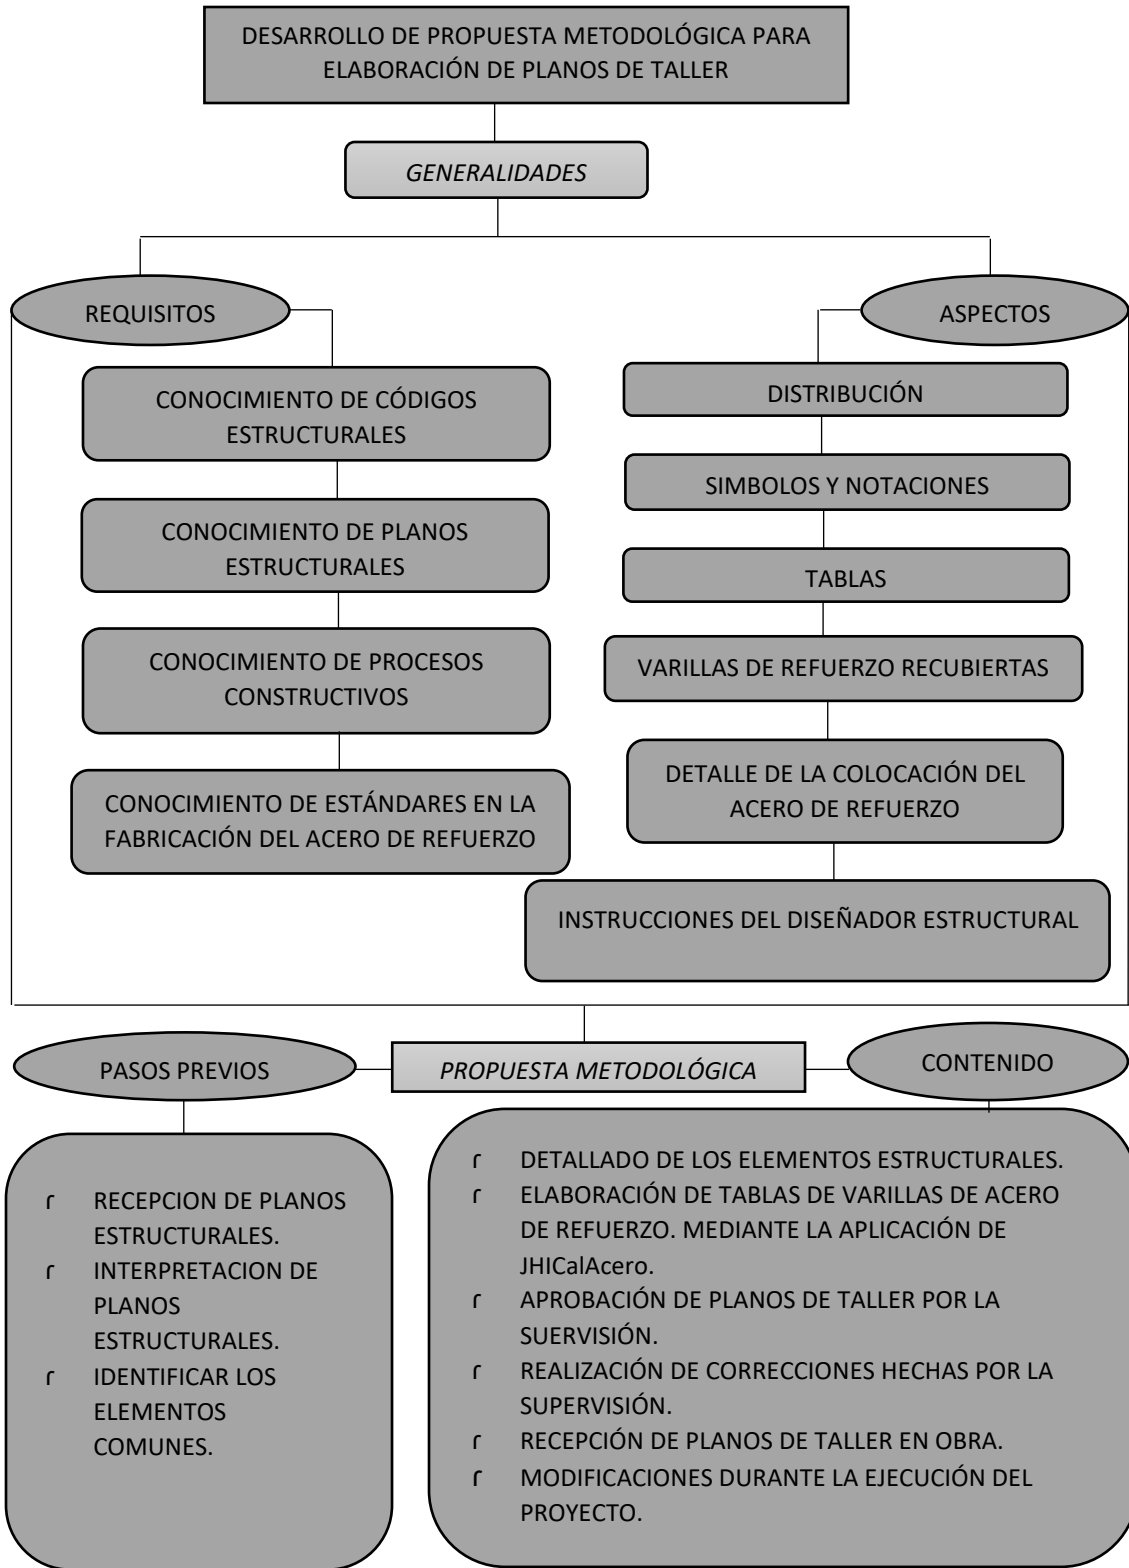 DESARROLLO DE PROPUESTA METODOLÓGICA PARA
ELABORACIÓN DE PLANOS DE TALLER
GENERALIDADES
REQUISITOS
CONOCIMIENTO DE CÓDIGOS
ESTRUCTURALES
CONOCIMIENTO DE PLANOS
ESTRUCTURALES
CONOCIMIENTO DE PROCESOS
CONSTRUCTIVOS
CONOCIMIENTO DE ESTÁNDARES EN LA
FABRICACIÓN DEL ACERO DE REFUERZO
ASPECTOS
DISTRIBUCIÓN
SIMBOLOS Y NOTACIONES
TABLAS
VARILLAS DE REFUERZO RECUBIERTAS
DETALLE DE LA COLOCACIÓN DEL
ACERO DE REFUERZO
INSTRUCCIONES DEL DISEÑADOR ESTRUCTURAL
PROPUESTA METODOLÓGICA
PASOS PREVIOS
ɾ RECEPCION DE PLANOS
ESTRUCTURALES.
ɾ INTERPRETACION DE
PLANOS
ESTRUCTURALES.
ɾ IDENTIFICAR LOS
ELEMENTOS
COMUNES.
CONTENIDO
ɾ DETALLADO DE LOS ELEMENTOS ESTRUCTURALES.
ɾ ELABORACIÓN DE TABLAS DE VARILLAS DE ACERO
DE REFUERZO. MEDIANTE LA APLICACIÓN DE
JHICalAcero.
ɾ APROBACIÓN DE PLANOS DE TALLER POR LA
SUERVISIÓN.
ɾ REALIZACIÓN DE CORRECCIONES HECHAS POR LA
SUPERVISIÓN.
ɾ RECEPCIÓN DE PLANOS DE TALLER EN OBRA.
ɾ MODIFICACIONES DURANTE LA EJECUCIÓN DEL
PROYECTO.